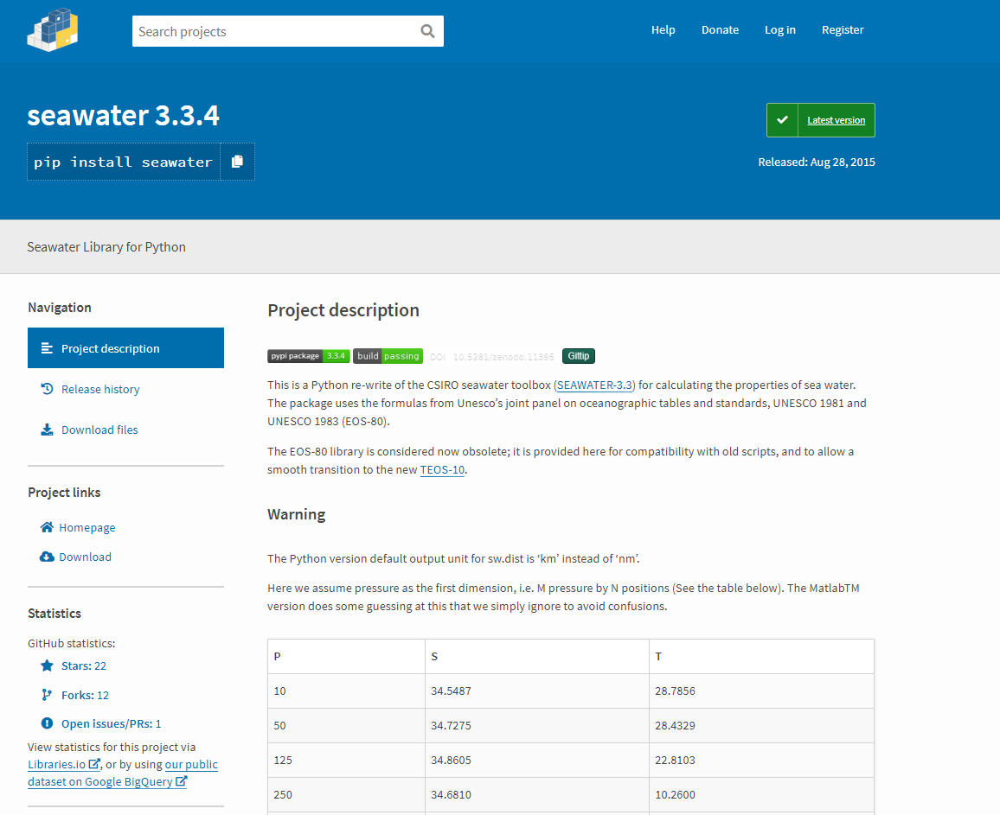 Search projects
Help
Donate
Log in
Register
seawater 3.3.4
pip install seawater
Latest version
Released: Aug 28, 2015
Seawater Library for Python
Navigation
Project description
Release history
Download files
Project links
Homepage
Download
Statistics
GitHub statistics:
Stars: 22
Forks: 12
Open issues/PRs: 1
View statistics for this project via
Libraries.io, or by using our public
dataset on Google BigQuery
Project description
pypi package 3.3.4 build passing DOI 10.5281/zenodo.11395 Gittip
This is a Python re-write of the CSIRO seawater toolbox (SEAWATER-3.3) for calculating the properties of sea water.
The package uses the formulas from Unesco’s joint panel on oceanographic tables and standards, UNESCO 1981 and
UNESCO 1983 (EOS-80).
The EOS-80 library is considered now obsolete; it is provided here for compatibility with old scripts, and to allow a
smooth transition to the new TEOS-10.
Warning
The Python version default output unit for sw.dist is ‘km’ instead of ‘nm’.
Here we assume pressure as the first dimension, i.e. M pressure by N positions (See the table below). The MatlabTM
version does some guessing at this that we simply ignore to avoid confusions.
P S T
10 34.5487 28.7856
50 34.7275 28.4329
125 34.8605 22.8103
250 34.6810 10.2600